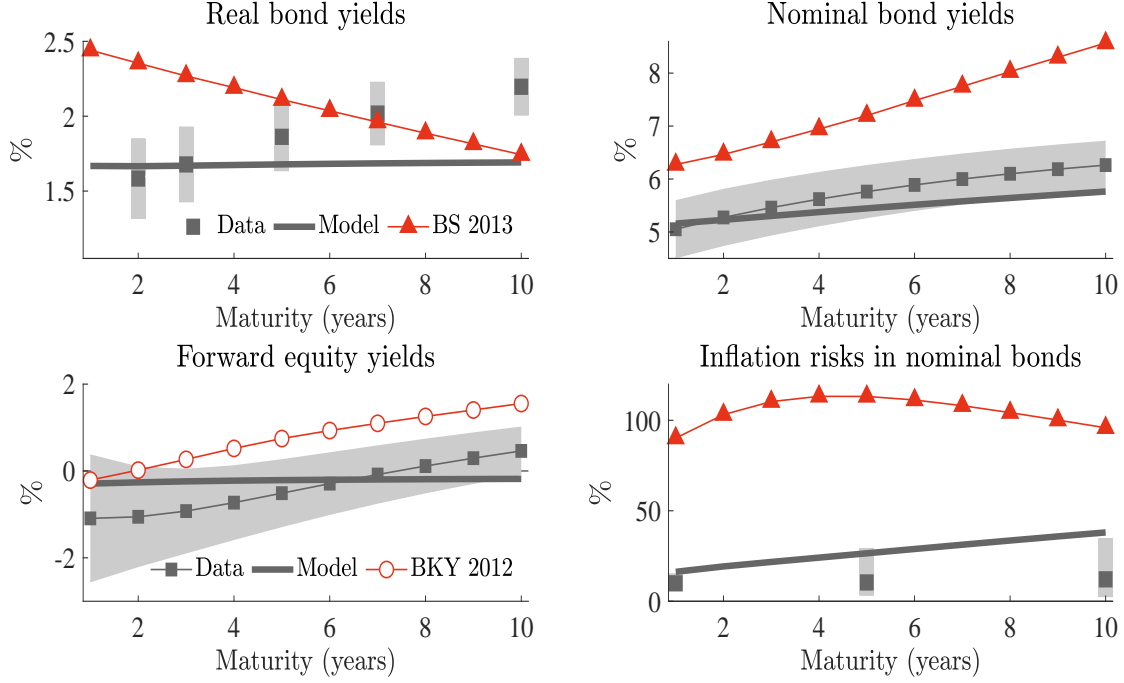 Real bond yields
2.5
2
1.5
%
Data Model BS 2013
2 4 6 8 10
Maturity (years)
Nominal bond yields
8
7
6
5
%
2 4 6 8 10
Maturity (years)
Forward equity yields
2
0
-2
%
Data Model BKY 2012
2 4 6 8 10
Maturity (years)
Inflation risks in nominal bonds
100
50
0
%
2 4 6 8 10
Maturity (years)